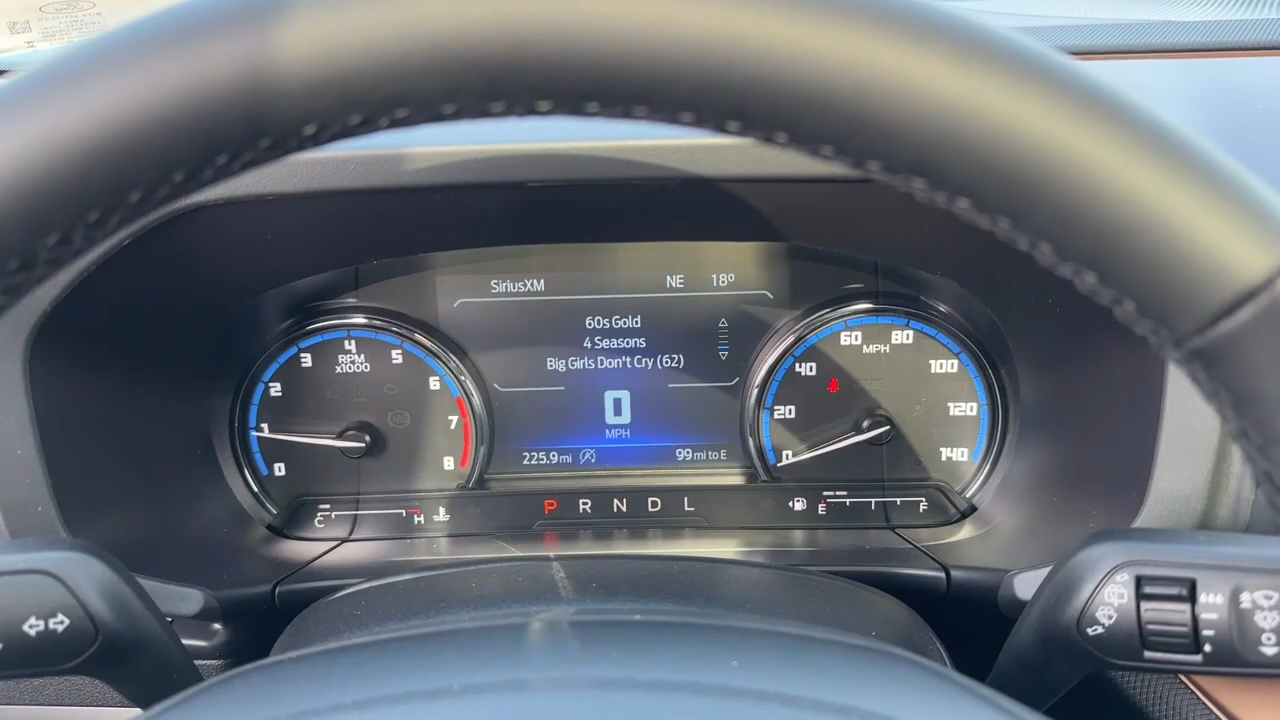 SiriusXM NE 18°
60s Gold
4 Seasons
Big Girls Don't Cry (62)
0
MPH
225.9 mi 99 mi to E
0 1 2 3 4 5 6 7 8
RPM
x1000
0 20 40 60 80 100 120 140
MPH
BRAKE
C H
P R N D L
E F